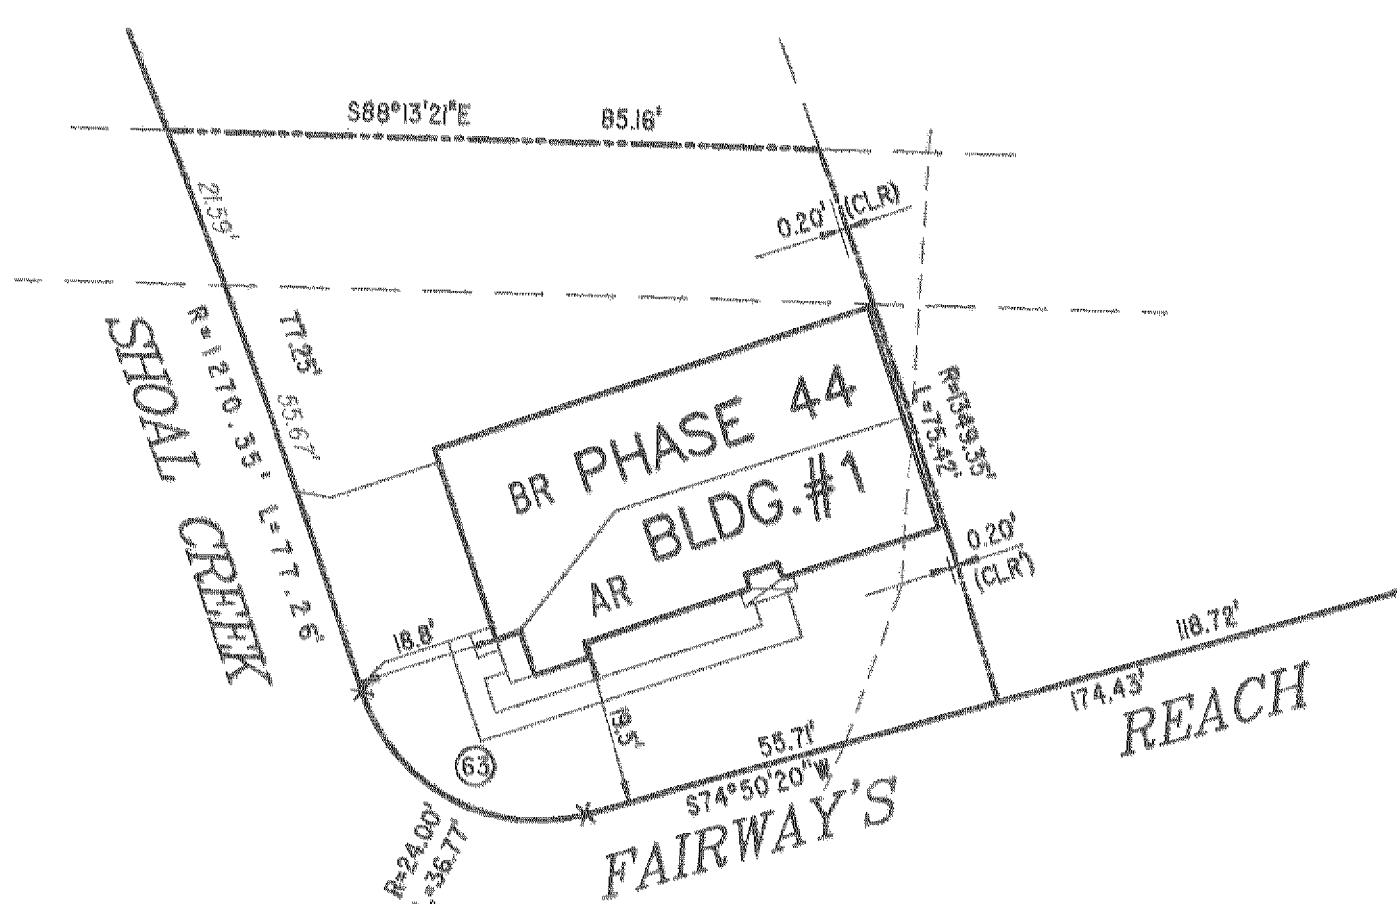 S88°13'21"E 85.16'
21.59'
0.20' (CLR)
77.25'
R=1270.35' L=77.26'
55.67'
SHOAL CREEK
PHASE 44
BR
BLDG.#1
AR
R=1349.35'
L=75.42'
0.20'
(CLR)
18.8'
19.5'
63
118.72'
174.43'
55.71'
S74°50'20"W
FAIRWAY'S REACH
R=24.00'
=36.77'